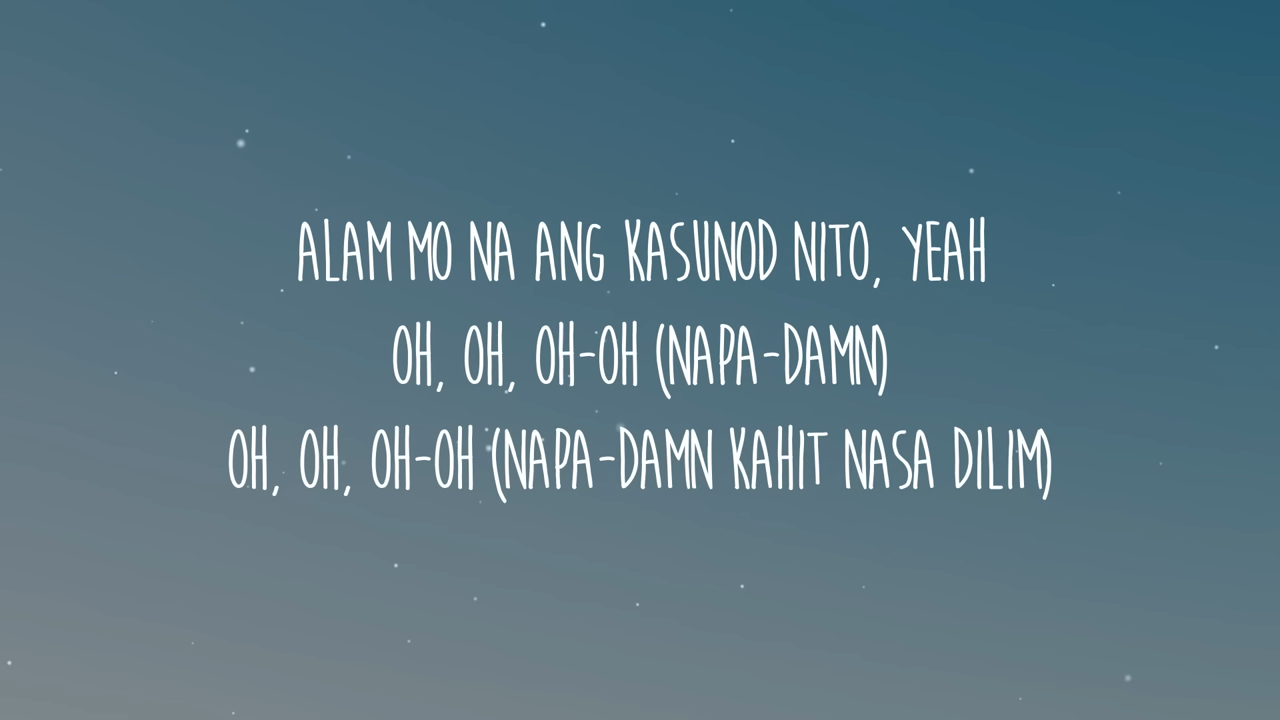 ALAM MO NA ANG KASUNOD NITO, YEAH
OH, OH, OH-OH (NAPA-DAMN)
OH, OH, OH-OH (NAPA-DAMN KAHIT NASA DILIM)